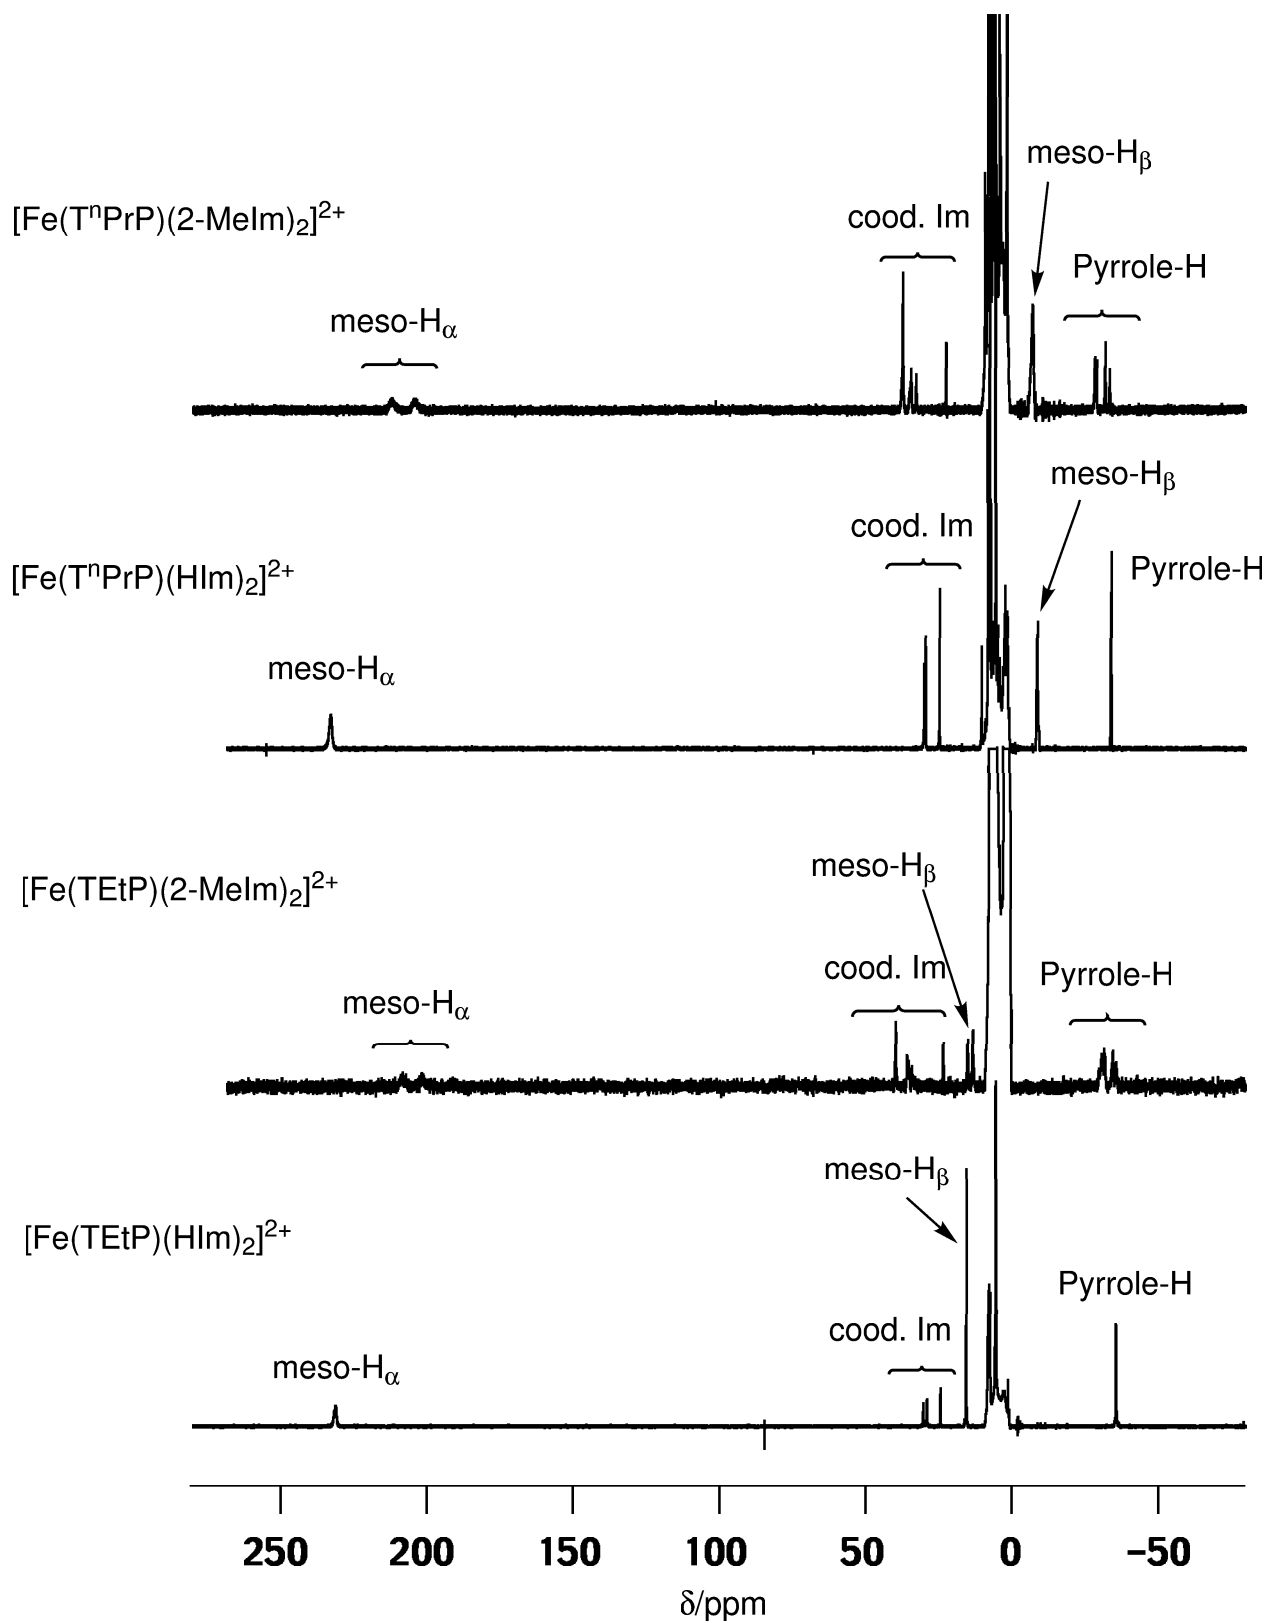 meso-Hβ
[Fe(TⁿPrP)(2-MeIm)₂]²⁺
cood. Im
Pyrrole-H
meso-Hα
meso-Hβ
cood. Im
[Fe(TⁿPrP)(HIm)₂]²⁺
Pyrrole-H
meso-Hα
meso-Hβ
[Fe(TEtP)(2-MeIm)₂]²⁺
cood. Im
Pyrrole-H
meso-Hα
meso-Hβ
[Fe(TEtP)(HIm)₂]²⁺
Pyrrole-H
cood. Im
meso-Hα
250 200 150 100 50 0 −50
δ/ppm